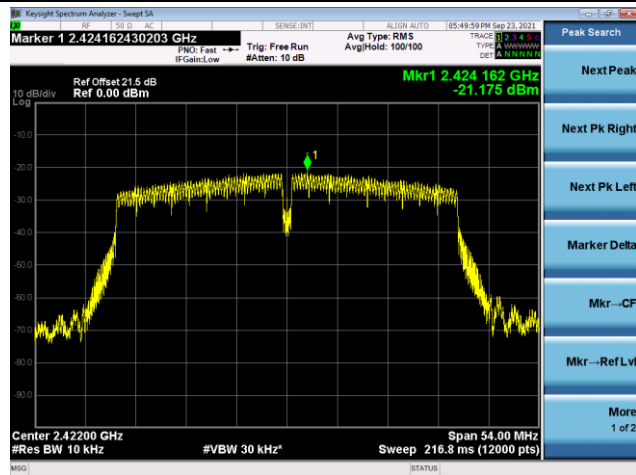 Keysight Spectrum Analyzer - Swept SA
RF 50 Ω AC SENSE:INT ALIGN AUTO 05:49:59 PM Sep 23, 2021
Marker 1 2.424162430203 GHz
PNO: Fast
IFGain:Low
Trig: Free Run
#Atten: 10 dB
Avg Type: RMS
Avg|Hold: 100/100
TRACE 1 2 3 4 5 6
TYPE A WWWWW
DET A N N N N N
Peak Search
Ref Offset 21.5 dB
10 dB/div Ref 0.00 dBm
Log
Mkr1 2.424 162 GHz
-21.175 dBm
1
-10.0
-20.0
-30.0
-40.0
-50.0
-60.0
-70.0
-80.0
-90.0
Next Peak
Next Pk Right
Next Pk Left
Marker Delta
Mkr→CF
Mkr→Ref Lvl
More
1 of 2
Center 2.42200 GHz Span 54.00 MHz
#Res BW 10 kHz #VBW 30 kHz* Sweep 216.8 ms (12000 pts)
MSG STATUS